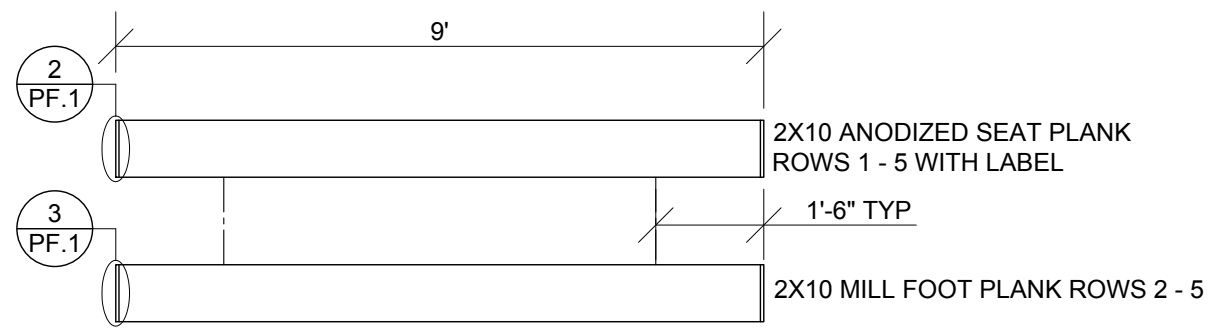 9'
2
PF.1
2X10 ANODIZED SEAT PLANK
ROWS 1 - 5 WITH LABEL
3
PF.1
1'-6" TYP
2X10 MILL FOOT PLANK ROWS 2 - 5